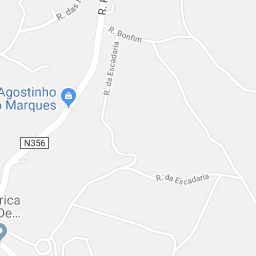 R. das
R.
R. Bonfim
R. da Escadaria
Agostinho
Marques
N356
R. da Escadaria
rica
De...